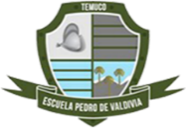 TEMUCO
ESCUELA PEDRO DE VALDIVIA